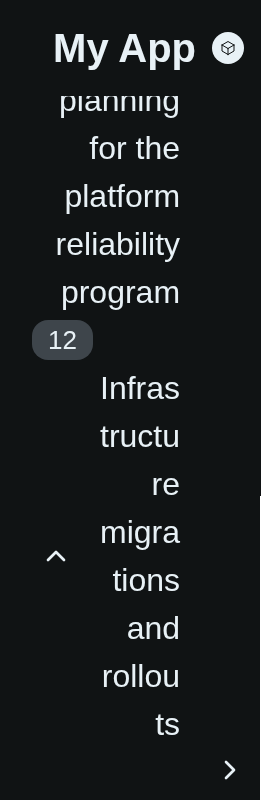 My App
planning
for the
platform
reliability
program
12
Infras
tructu
re
migra
tions
and
rollou
ts